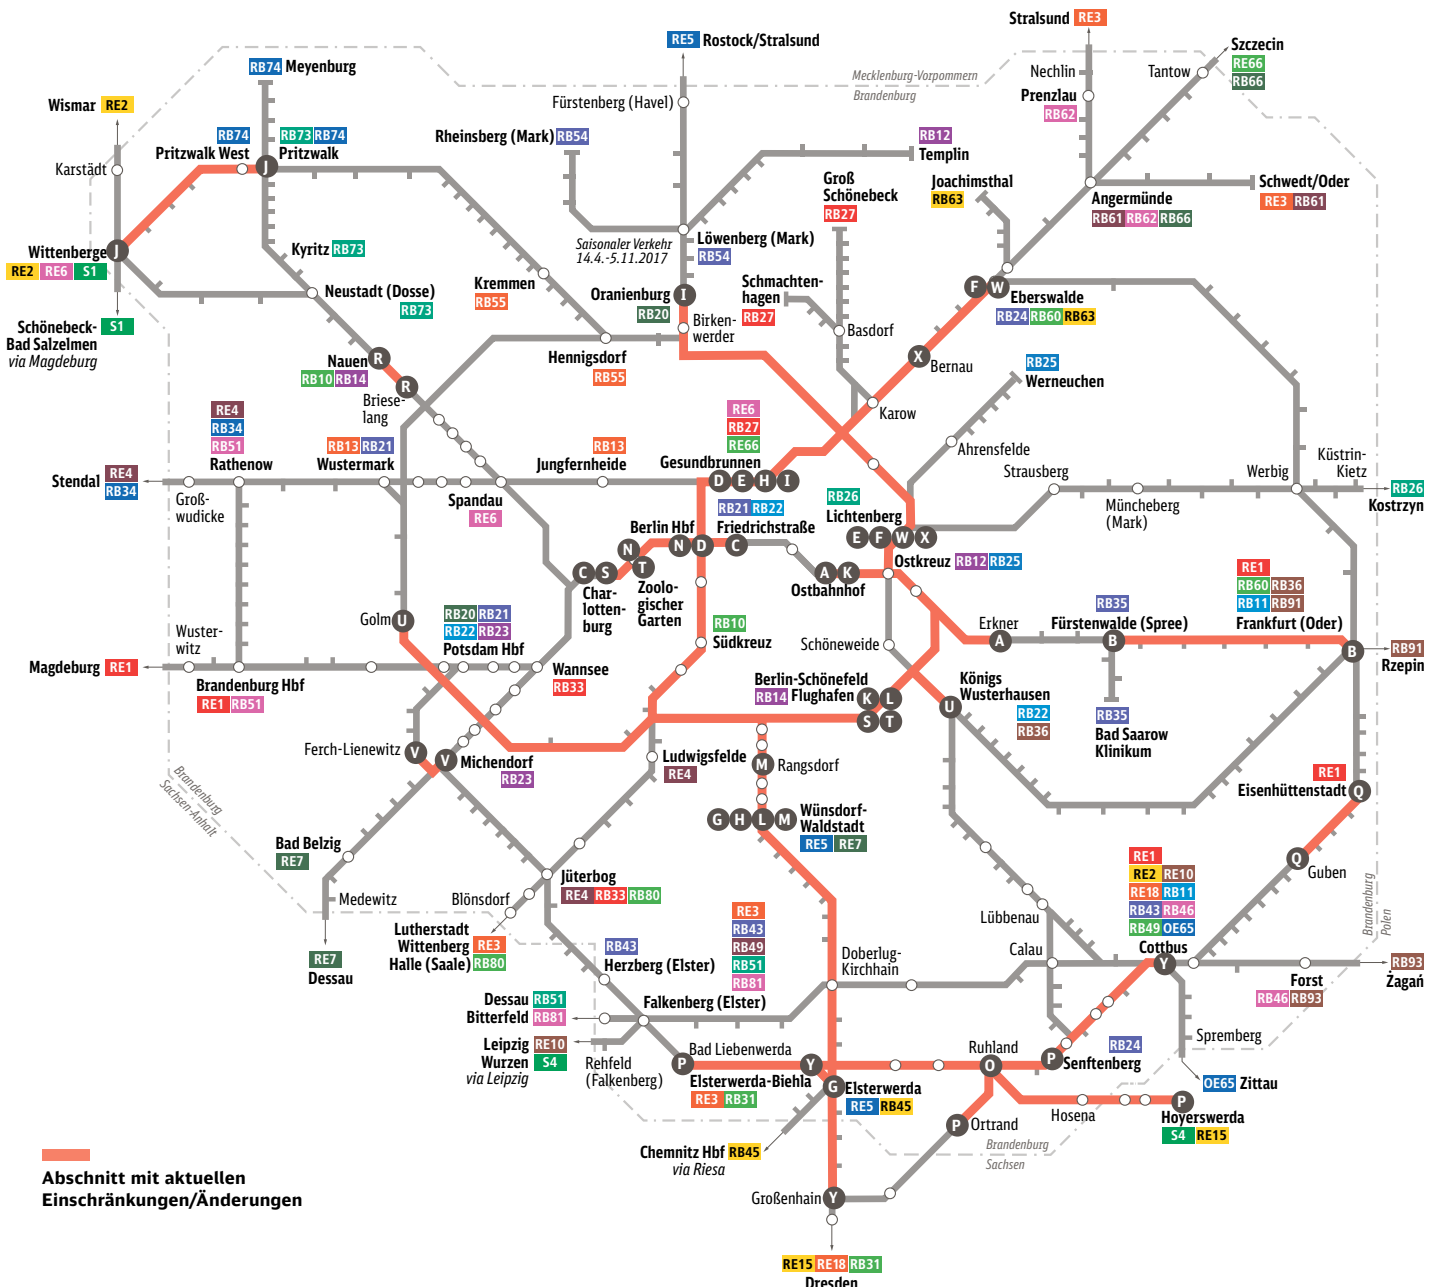 Stralsund RE3
RE5 Rostock/Stralsund
Szczecin
RE66
RB66
Nechlin
Tantow
Mecklenburg-Vorpommern
Brandenburg
RB74 Meyenburg
Prenzlau
RB62
Wismar RE2
Fürstenberg (Havel)
Rheinsberg (Mark) RB54
RB12
Templin
RB74
Pritzwalk West
RB73 RB74
Pritzwalk
Karstädt
J
Groß
Schönebeck
RB27
Joachimsthal
RB63
Angermünde
RB61 RB62 RB66
Schwedt/Oder
RE3 RB61
Wittenberge
J
RE2 RE6 S1
Kyritz RB73
Saisonaler Verkehr
14.4.-5.11.2017
Löwenberg (Mark)
RB54
Neustadt (Dosse)
RB73
Kremmen
RB55
Oranienburg
I
RB20
Schmachten-
hagen
RB27
F W
Eberswalde
RB24 RB60 RB63
Schönebeck-
Bad Salzelmen
via Magdeburg
S1
Birken-
werder
Basdorf
Nauen
R
RB10 RB14
R
Briese-
lang
Hennigsdorf
RB55
X
Bernau
RB25
Werneuchen
Karow
RE4
RB34
RB51
Rathenow
RB13 RB21
Wustermark
RB13
Jungfernheide
RE6
RB27
RE66
Gesundbrunnen
D E H I
Ahrensfelde
Strausberg
Werbig
Küstrin-
Kietz
Stendal RE4
RB34
Groß-
wudicke
Spandau
RE6
RB21 RB22
Friedrichstraße
Berlin Hbf
N D C
RB26
Lichtenberg
E F W X
Müncheberg
(Mark)
RB26
Kostrzyn
N
T
C S
Char-
lotten-
burg
Zoolo-
gischer
Garten
A K
Ostbahnhof
Ostkreuz RB12 RB25
RE1
RB60 RB36
RB11 RB91
Frankfurt (Oder)
Golm
U
RB20 RB21
RB22 RB23
Potsdam Hbf
RB10
Südkreuz
Schöneweide
Erkner
A
RB35
Fürstenwalde (Spree)
B
B
RB91
Rzepin
Wuster-
witz
Magdeburg RE1
Brandenburg Hbf
RE1 RB51
Wannsee
RB33
Berlin-Schönefeld
RB14 Flughafen
K L
S T
Königs
Wusterhausen
U
RB22
RB36
RB35
Bad Saarow
Klinikum
Ferch-Lienewitz
V
V
Michendorf
RB23
Ludwigsfelde
RE4
M
Rangsdorf
Brandenburg
Sachsen-Anhalt
RE1
Eisenhüttenstadt
Q
G H L M
Wünsdorf-
Waldstadt
RE5 RE7
Bad Belzig
RE7
Q
Guben
Jüterbog
RE4 RB33 RB80
RE1
RE2 RE10
RE18 RB11
RB43 RB46
RB49 OE65
Cottbus
Y
Medewitz
Blönsdorf
Lutherstadt
Wittenberg RE3
Halle (Saale) RB80
RE3
RB43
RB49
RB51
RB81
Lübbenau
Brandenburg
Polen
RE7
Dessau
RB43
Herzberg (Elster)
Doberlug-
Kirchhain
Calau
Forst
RB46 RB93
RB93
Żagań
Dessau RB51
Bitterfeld RB81
Falkenberg (Elster)
Leipzig RE10
Wurzen S4
via Leipzig
Rehfeld
(Falkenberg)
P
Bad Liebenwerda
Y
Elsterwerda-Biehla
RE3 RB31
Ruhland
O
P
RB24
Senftenberg
Spremberg
G
Elsterwerda
RE5 RB45
OE65 Zittau
Hosena
P
Hoyerswerda
S4 RE15
P
Ortrand
Chemnitz Hbf RB45
via Riesa
Brandenburg
Sachsen
Abschnitt mit aktuellen
Einschränkungen/Änderungen
Großenhain
Y
RE15 RE18 RB31
Dresden